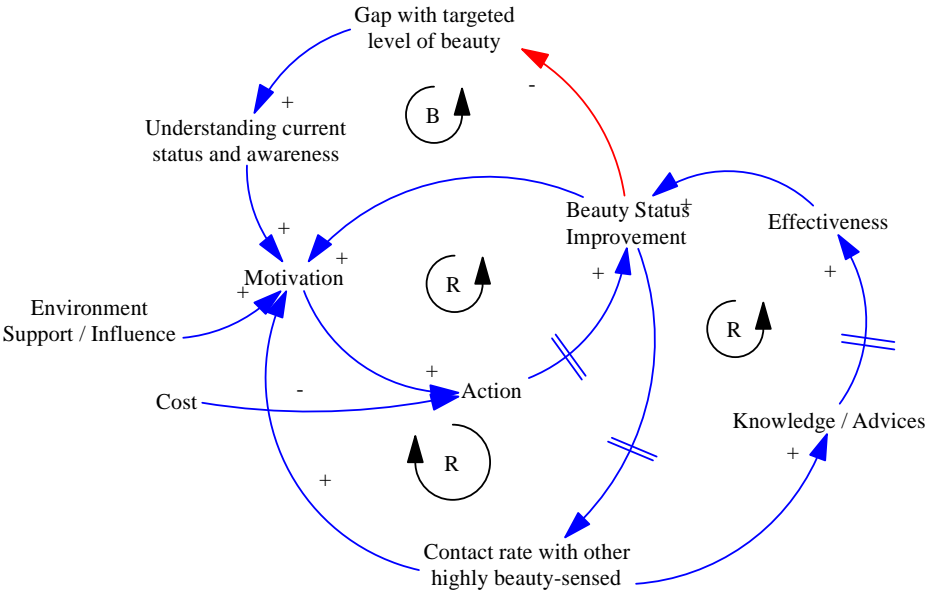 Gap with targeted
level of beauty
-
B
+
Understanding current
status and awareness
+
Beauty Status
Improvement
+
Effectiveness
+
Motivation
+
R
+
+
Environment
Support / Influence
+
R
+
Cost
-
Action
Knowledge / Advices
+
R
+
Contact rate with other
highly beauty-sensed